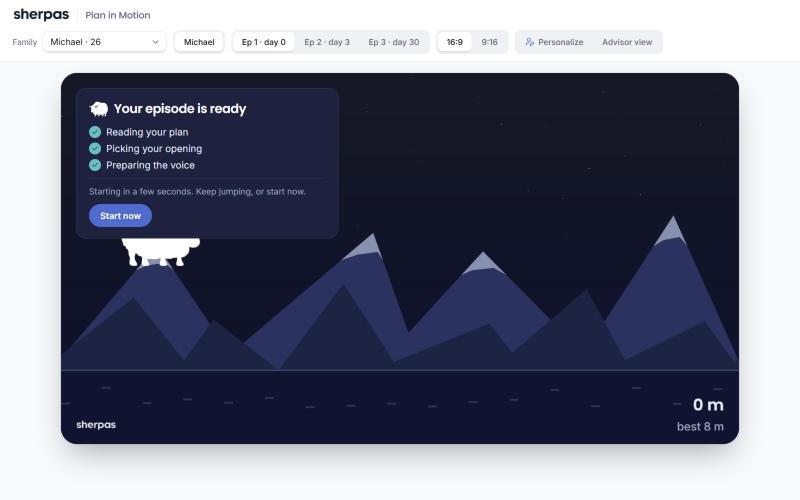 sherpas Plan in Motion
Family Michael · 26 Michael Ep 1 · day 0 Ep 2 · day 3 Ep 3 · day 30 16:9 9:16 Personalize Advisor view
Your episode is ready
Reading your plan
Picking your opening
Preparing the voice
Starting in a few seconds. Keep jumping, or start now.
Start now
0 m
best 8 m
sherpas